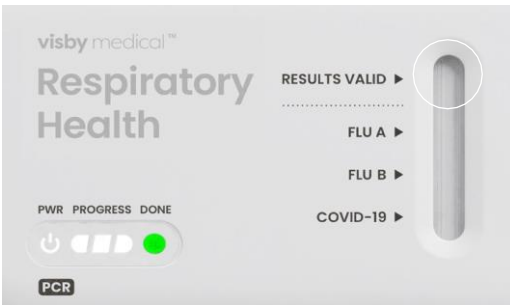 visby medical™
Respiratory
Health
RESULTS VALID ▶
FLU A ▶
FLU B ▶
COVID-19 ▶
PWR PROGRESS DONE
PCR